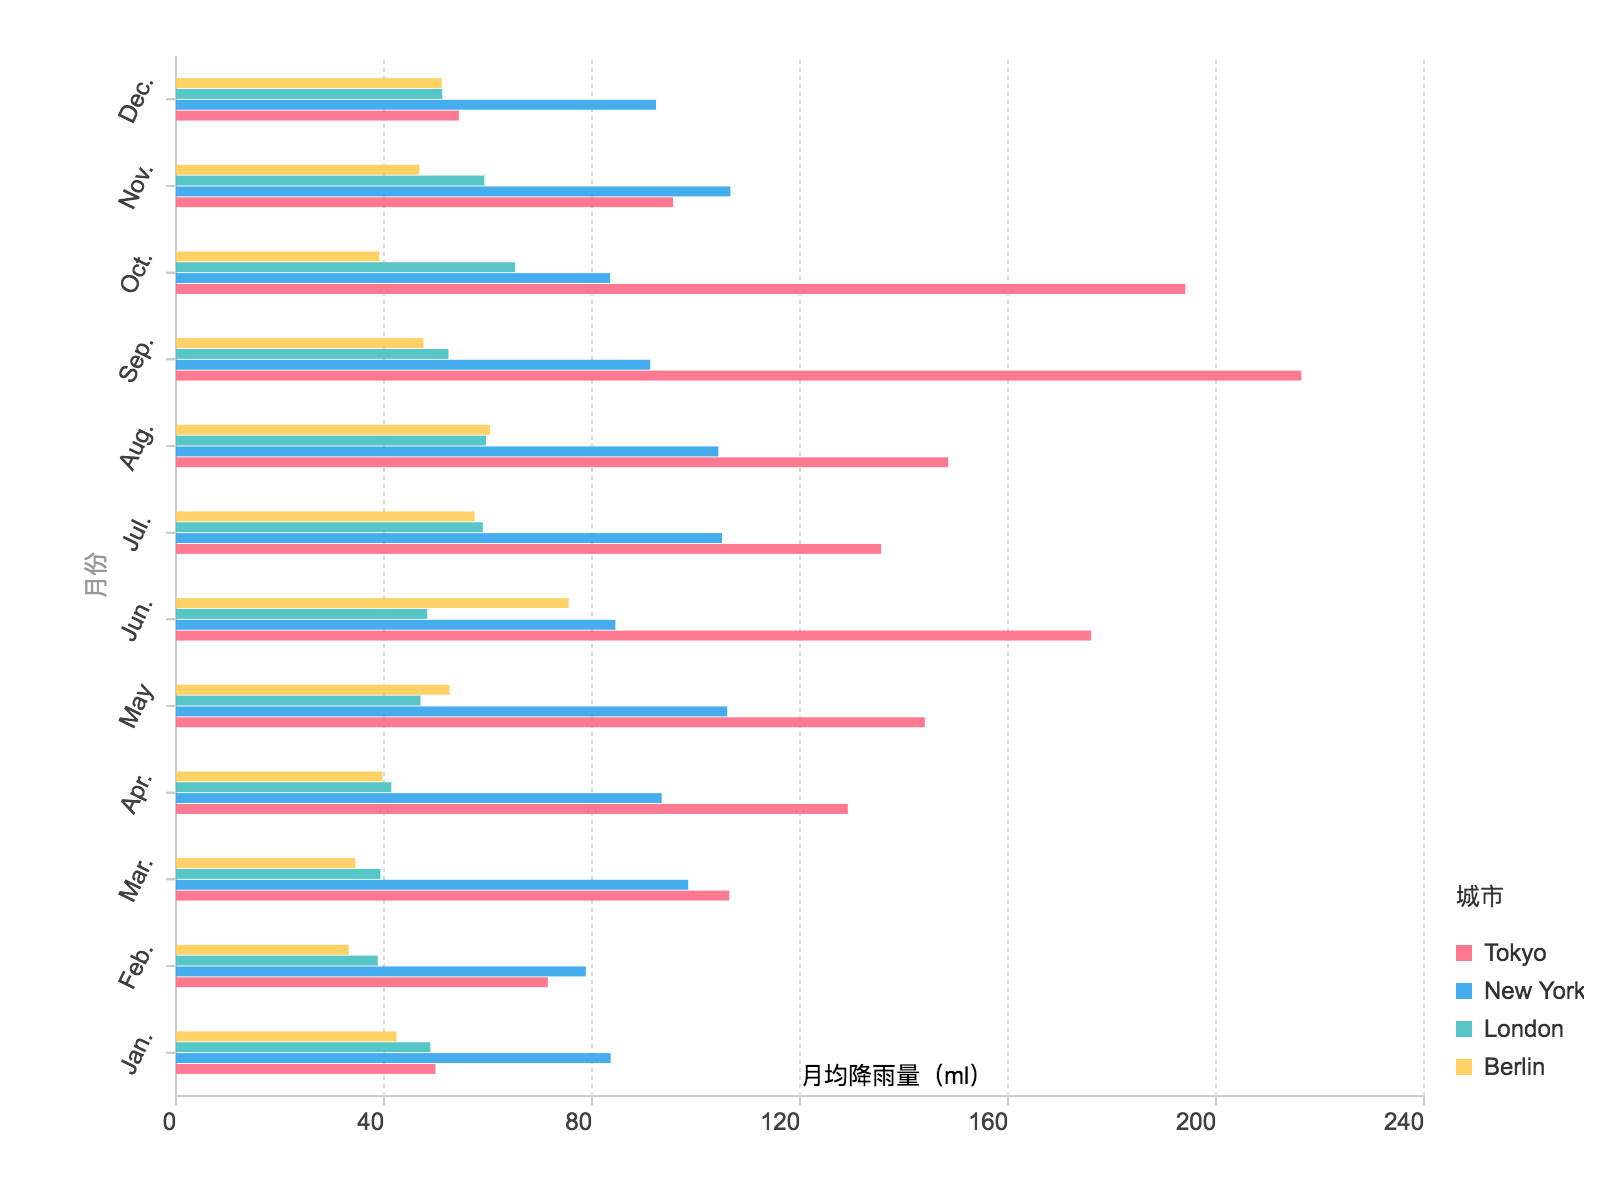 Dec.
Nov.
Oct.
Sep.
Aug.
Jul.
Jun.
May
Apr.
Mar.
Feb.
Jan.
月份
月均降雨量（ml）
0 40 80 120 160 200 240
城市
Tokyo
New York
London
Berlin